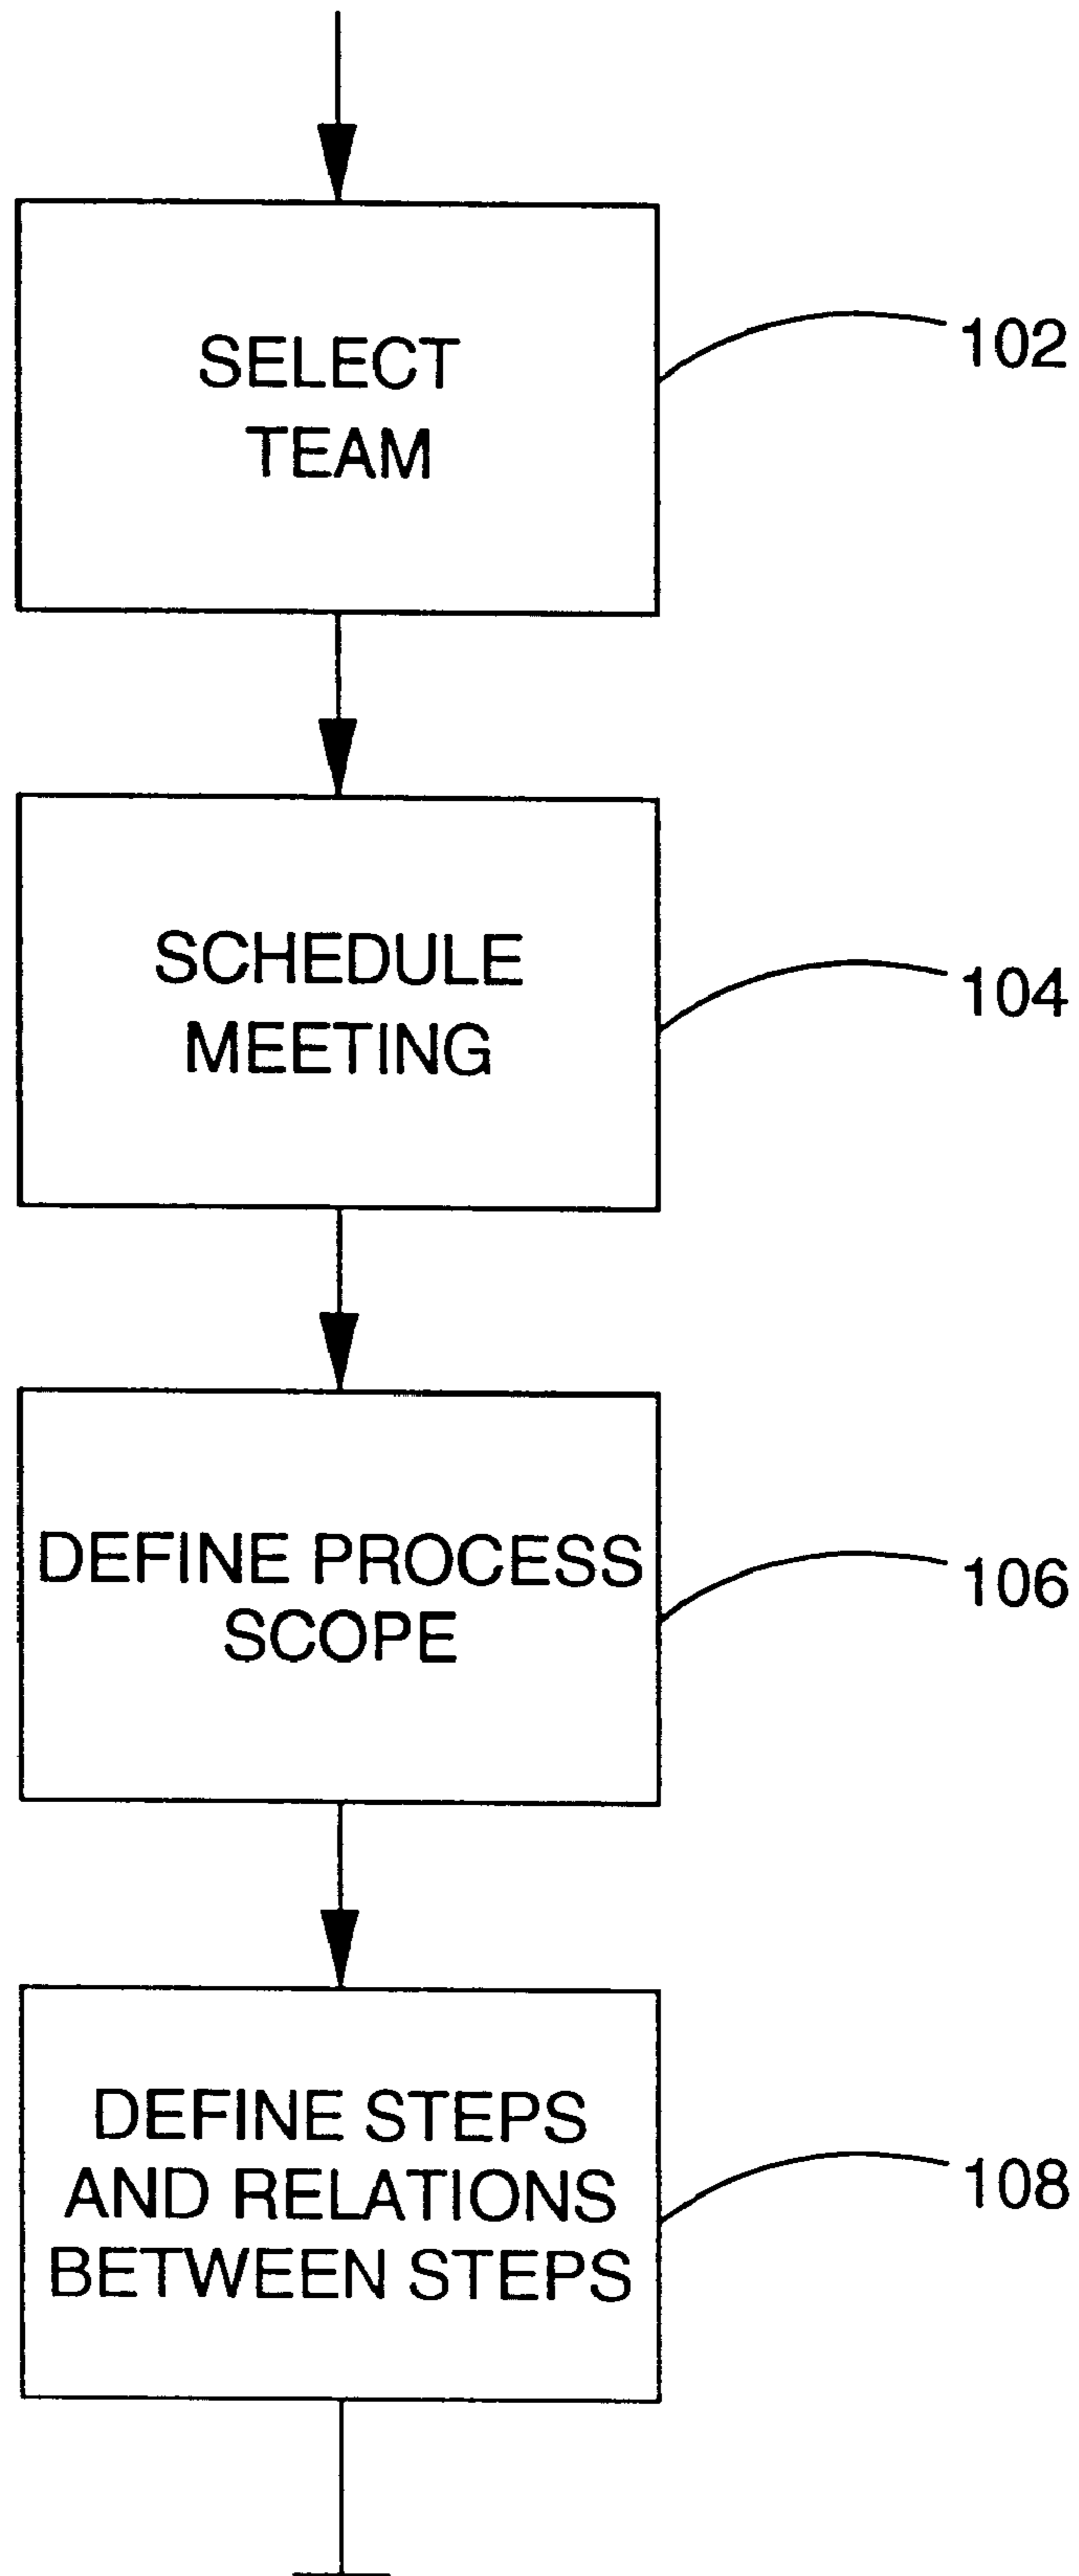 SELECT
TEAM
102
SCHEDULE
MEETING
104
DEFINE PROCESS
SCOPE
106
DEFINE STEPS
AND RELATIONS
BETWEEN STEPS
108